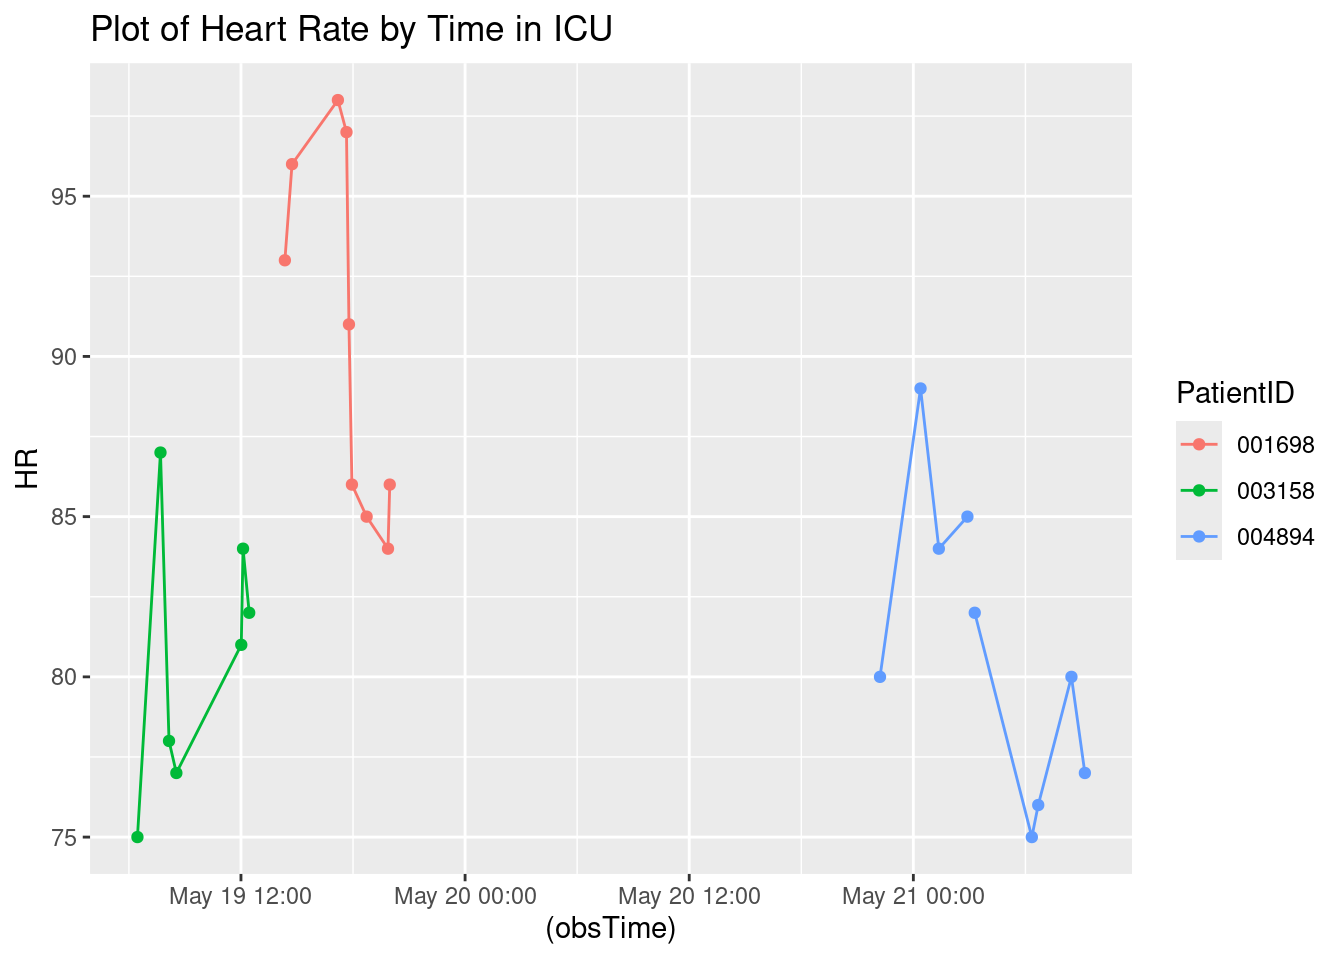 Plot of Heart Rate by Time in ICU
HR
95
90
85
80
75
May 19 12:00
May 20 00:00
May 20 12:00
May 21 00:00
(obsTime)
PatientID
001698
003158
004894